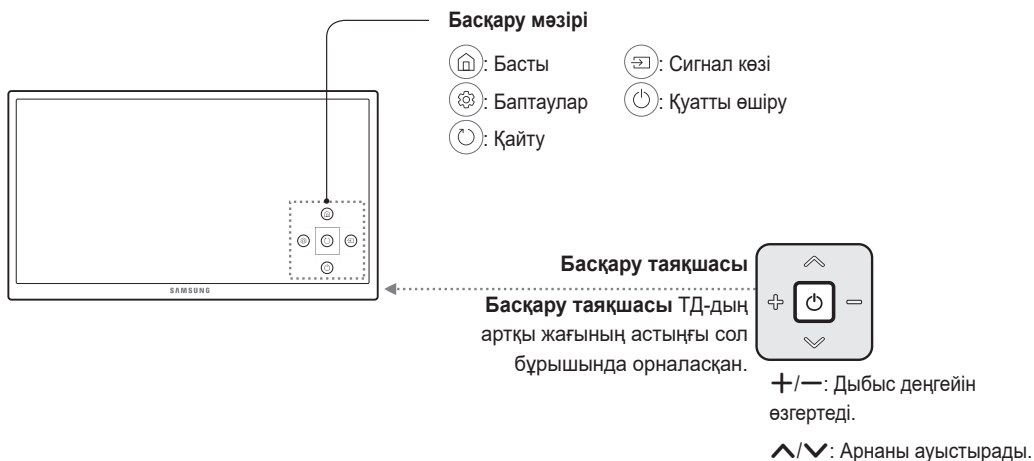 Басқару мәзірі
: Басты
: Сигнал көзі
: Баптаулар
: Қуатты өшіру
: Қайту
SAMSUNG
Басқару таяқшасы
Басқару таяқшасы ТД-дың
артқы жағының астыңғы сол
бұрышында орналасқан.
+/−: Дыбыс деңгейін
өзгертеді.
∧/∨: Арнаны ауыстырады.